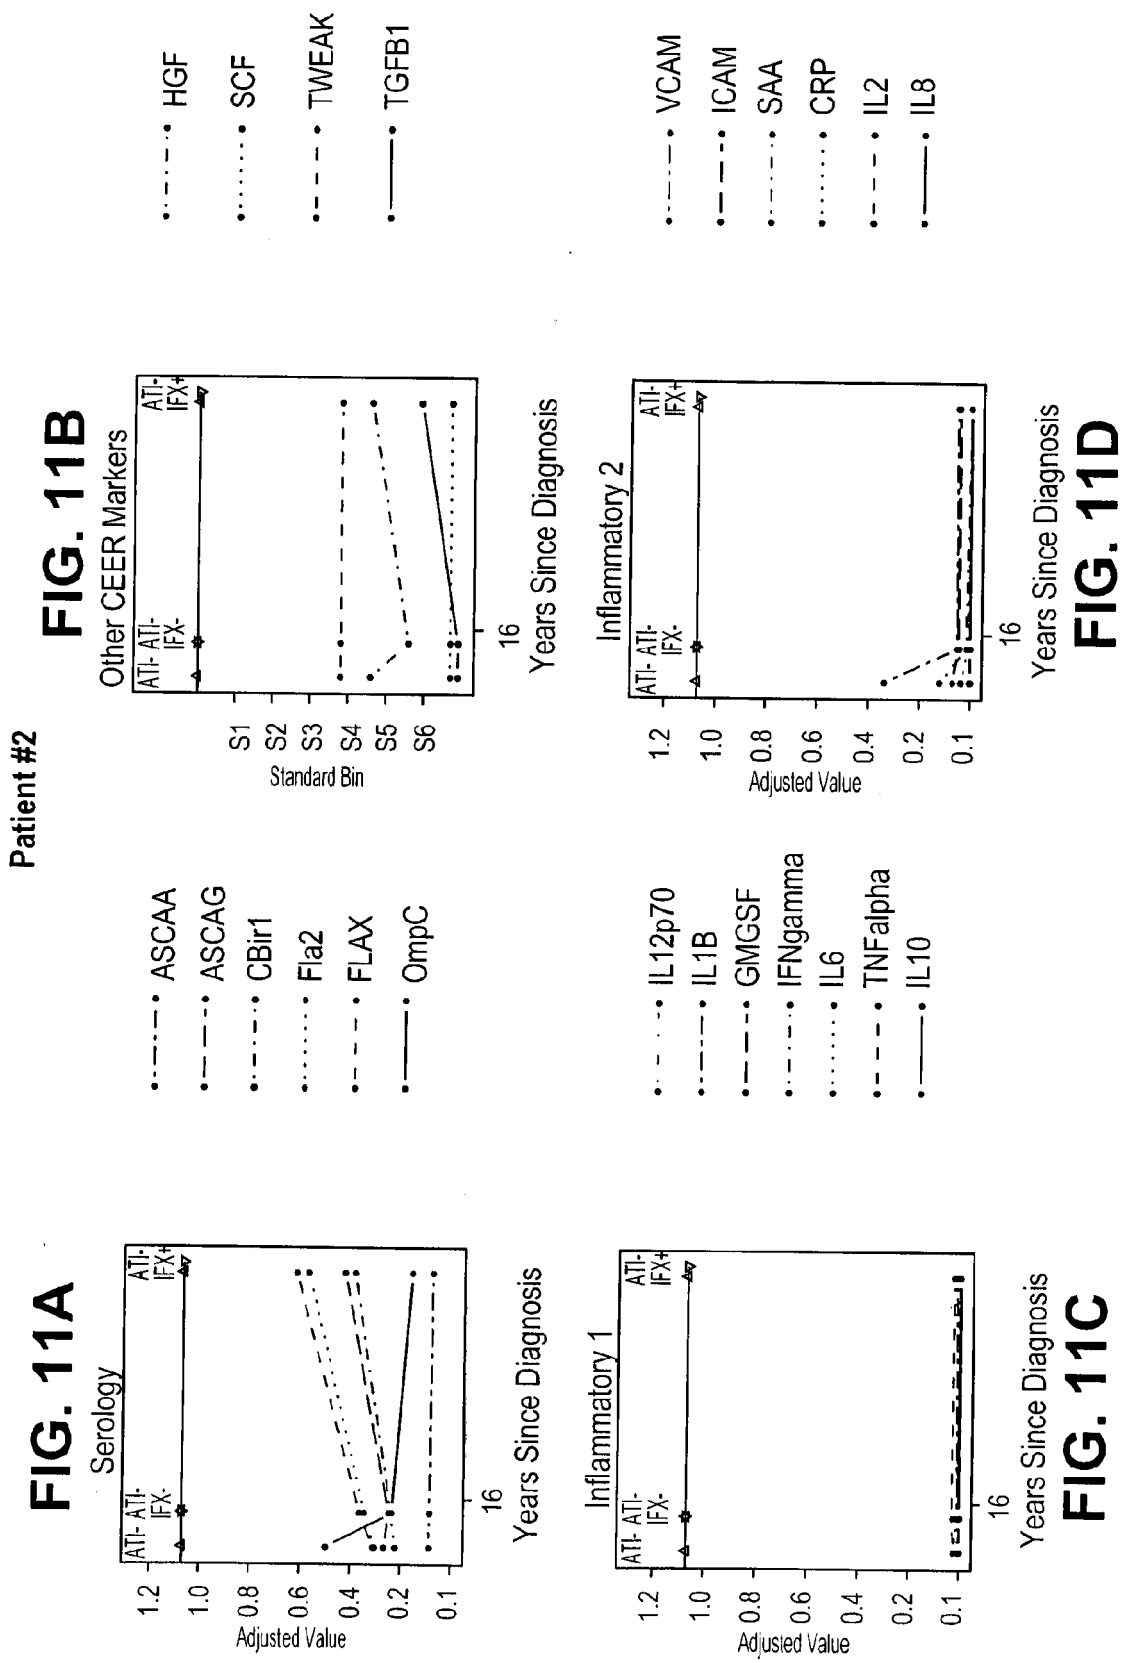 Patient #2
FIG. 11A
Serology
1.2
1.0
0.8
0.6
0.4
0.2
0.1
Adjusted Value
ATI- ATI-
IFX-
ATI-
IFX+
16
Years Since Diagnosis
ASCAA
ASCAG
CBir1
Fla2
FLAX
OmpC
FIG. 11B
Other CEER Markers
S1
S2
S3
S4
S5
S6
Standard Bin
ATI- ATI-
IFX-
ATI-
IFX+
16
Years Since Diagnosis
HGF
SCF
TWEAK
TGFB1
Inflammatory 1
1.2
1.0
0.8
0.6
0.4
0.2
0.1
Adjusted Value
ATI- ATI-
IFX-
ATI-
IFX+
16
Years Since Diagnosis
FIG. 11C
IL12p70
IL1B
GMGSF
IFNgamma
IL6
TNFalpha
IL10
Inflammatory 2
1.2
1.0
0.8
0.6
0.4
0.2
0.1
Adjusted Value
ATI- ATI-
IFX-
ATI-
IFX+
16
Years Since Diagnosis
FIG. 11D
VCAM
ICAM
SAA
CRP
IL2
IL8